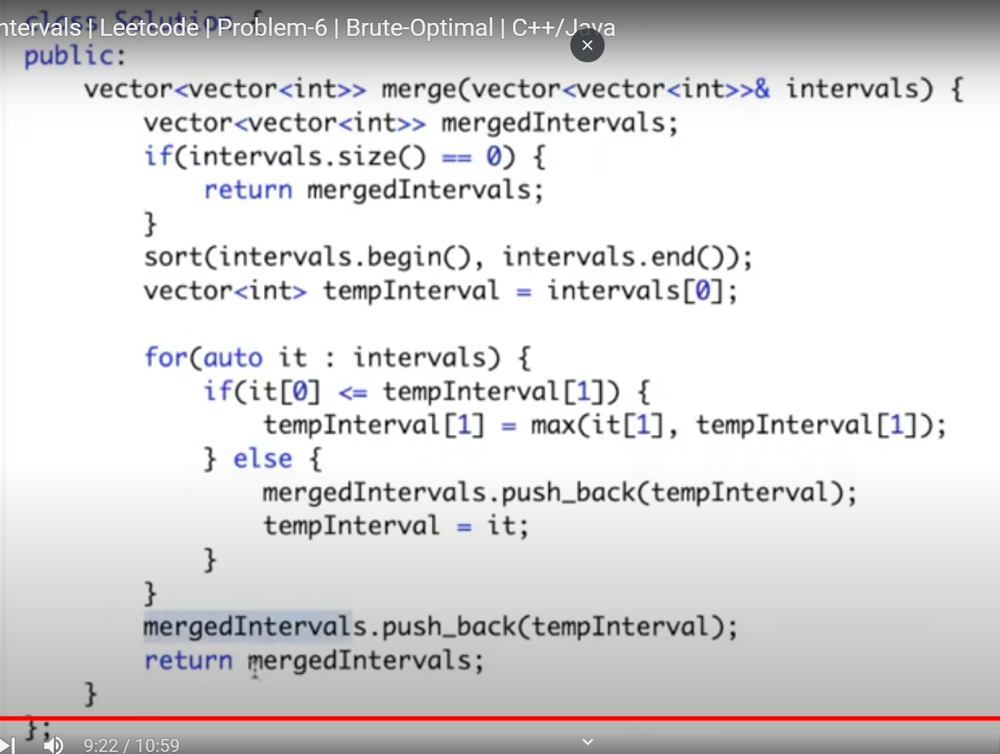 class Solution {
ntervals | Leetcode | Problem-6 | Brute-Optimal | C++/Java
public:
    vector<vector<int>> merge(vector<vector<int>>& intervals) {
        vector<vector<int>> mergedIntervals;
        if(intervals.size() == 0) {
            return mergedIntervals;
        }
        sort(intervals.begin(), intervals.end());
        vector<int> tempInterval = intervals[0];
        for(auto it : intervals) {
            if(it[0] <= tempInterval[1]) {
                tempInterval[1] = max(it[1], tempInterval[1]);
            } else {
                mergedIntervals.push_back(tempInterval);
                tempInterval = it;
            }
        }
        mergedIntervals.push_back(tempInterval);
        return mergedIntervals;
    }
};
9:22 / 10:59